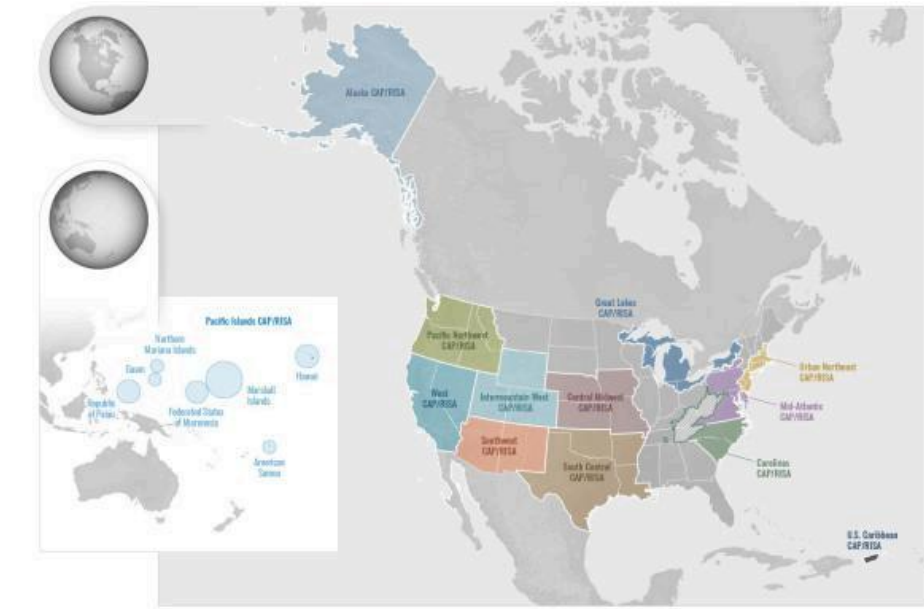 Alaska CAP/RISA
Pacific Islands CAP/RISA
Northern
Mariana Islands
Guam
Hawaii
Marshall
Islands
Republic
of Palau
Federated States
of Micronesia
American
Samoa
Great Lakes
CAP/RISA
Pacific Northwest
CAP/RISA
Urban Northeast
CAP/RISA
West
CAP/RISA
Intermountain West
CAP/RISA
Central Midwest
CAP/RISA
Mid-Atlantic
CAP/RISA
Southwest
CAP/RISA
South Central
CAP/RISA
Carolinas
CAP/RISA
U.S. Caribbean
CAP/RISA